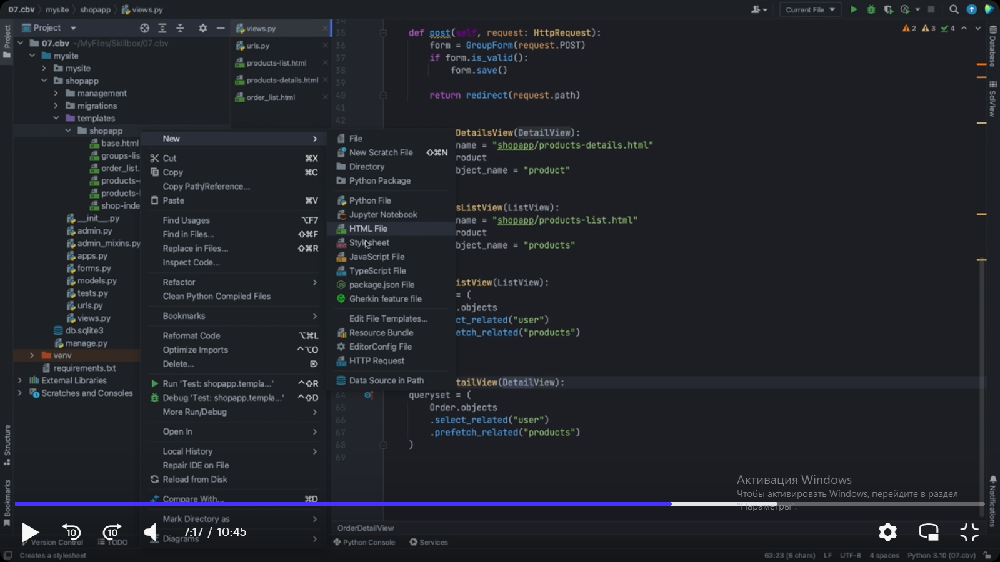 07.cbv mysite shopapp views.py
Current File
Project
Project
07.cbv ~/MyFiles/Skillbox/07.cbv
mysite
mysite
shopapp
management
migrations
templates
shopapp
base.html
groups-lis
order_list.
products-
products-
shop-inde
__init__.py
admin.py
admin_mixins.py
apps.py
forms.py
models.py
tests.py
urls.py
views.py
db.sqlite3
manage.py
venv
requirements.txt
External Libraries
Scratches and Consoles
Structure
Bookmarks
views.py
urls.py
products-list.html
products-details.html
order_list.html
New
Cut ⌘X
Copy ⌘C
Copy Path/Reference...
Paste ⌘V
Find Usages ⌥F7
Find in Files... ⇧⌘F
Replace in Files... ⇧⌘R
Inspect Code...
Refactor
Clean Python Compiled Files
Bookmarks
Reformat Code ⌥⌘L
Optimize Imports ^⌥O
Delete... ⌦
Run 'Test: shopapp.templa...' ^⇧R
Debug 'Test: shopapp.templa...' ^⇧D
More Run/Debug
Open In
Local History
Repair IDE on File
Reload from Disk
Compare With... ⌘D
Mark Directory as
Diagrams
File
New Scratch File ⇧⌘N
Directory
Python Package
Python File
Jupyter Notebook
HTML File
Stylesheet
JavaScript File
TypeScript File
package.json File
Gherkin feature file
Edit File Templates...
Resource Bundle
EditorConfig File
HTTP Request
Data Source in Path
34
35 def post(self, request: HttpRequest):
36 form = GroupForm(request.POST)
37 if form.is_valid():
38 form.save()
39
40 return redirect(request.path)
41
42
DetailsView(DetailView):
name = "shopapp/products-details.html"
roduct
bject_name = "product"
sListView(ListView):
name = "shopapp/products-list.html"
roduct
bject_name = "products"
istView(ListView):
= (
.objects
ct_related("user")
etch_related("products")
tailView(DetailView):
64 queryset = (
65 Order.objects
66 .select_related("user")
67 .prefetch_related("products")
68 )
69
2 3 4
Database
SciView
Notifications
Активация Windows
Чтобы активировать Windows, перейдите в раздел
"Параметры".
OrderDetailView
10 10 7:17 / 10:45
Version Control TODO Python Console Services
Creates a stylesheet 63:23 (6 chars) LF UTF-8 4 spaces Python 3.10 (07.cbv)